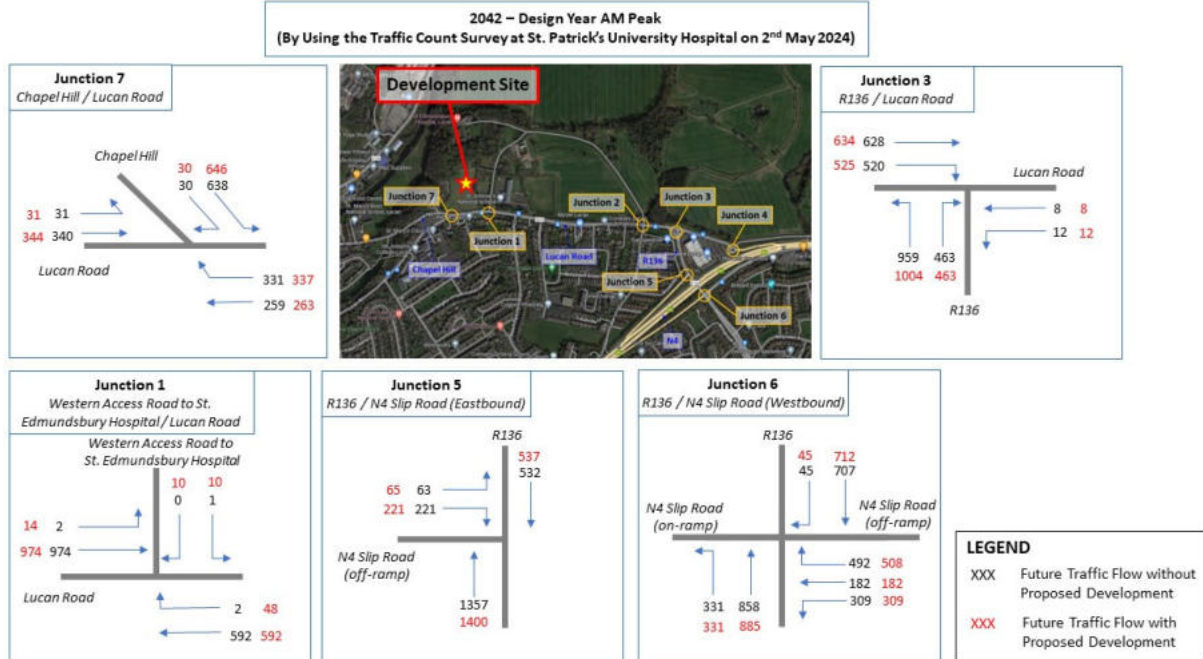 2042 – Design Year AM Peak
(By Using the Traffic Count Survey at St. Patrick's University Hospital on 2nd May 2024)
Junction 7
Chapel Hill / Lucan Road
Chapel Hill
30 646
30 638
31 31
344 340
Lucan Road
331 337
259 263
Development Site
Junction 7
Junction 1
Junction 2
Junction 3
Junction 4
Chapel Hill
Lucan Road
R136
Junction 5
Junction 6
N4
Junction 3
R136 / Lucan Road
634 628
525 520
Lucan Road
8 8
12 12
959 463
1004 463
R136
Junction 1
Western Access Road to St.
Edmundsbury Hospital / Lucan Road
Western Access Road to
St. Edmundsbury Hospital
10 10
0 1
14 2
974 974
Lucan Road
2 48
592 592
Junction 5
R136 / N4 Slip Road (Eastbound)
R136
537
532
65 63
221 221
N4 Slip Road
(off-ramp)
1357
1400
Junction 6
R136 / N4 Slip Road (Westbound)
R136
45 712
45 707
N4 Slip Road
(on-ramp)
N4 Slip Road
(off-ramp)
492 508
182 182
309 309
331 858
331 885
LEGEND
XXX Future Traffic Flow without
Proposed Development
XXX Future Traffic Flow with
Proposed Development